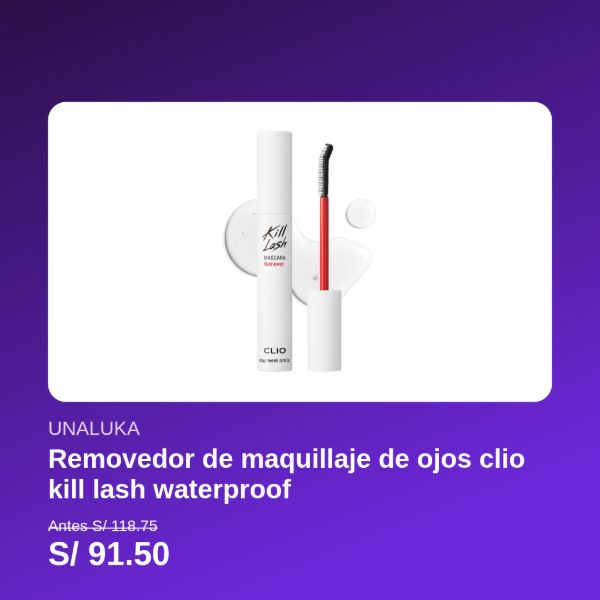 Kill
Lash
MASCARA
Remover
CLIO
UNALUKA
Removedor de maquillaje de ojos clio
kill lash waterproof
Antes S/ 118.75
S/ 91.50